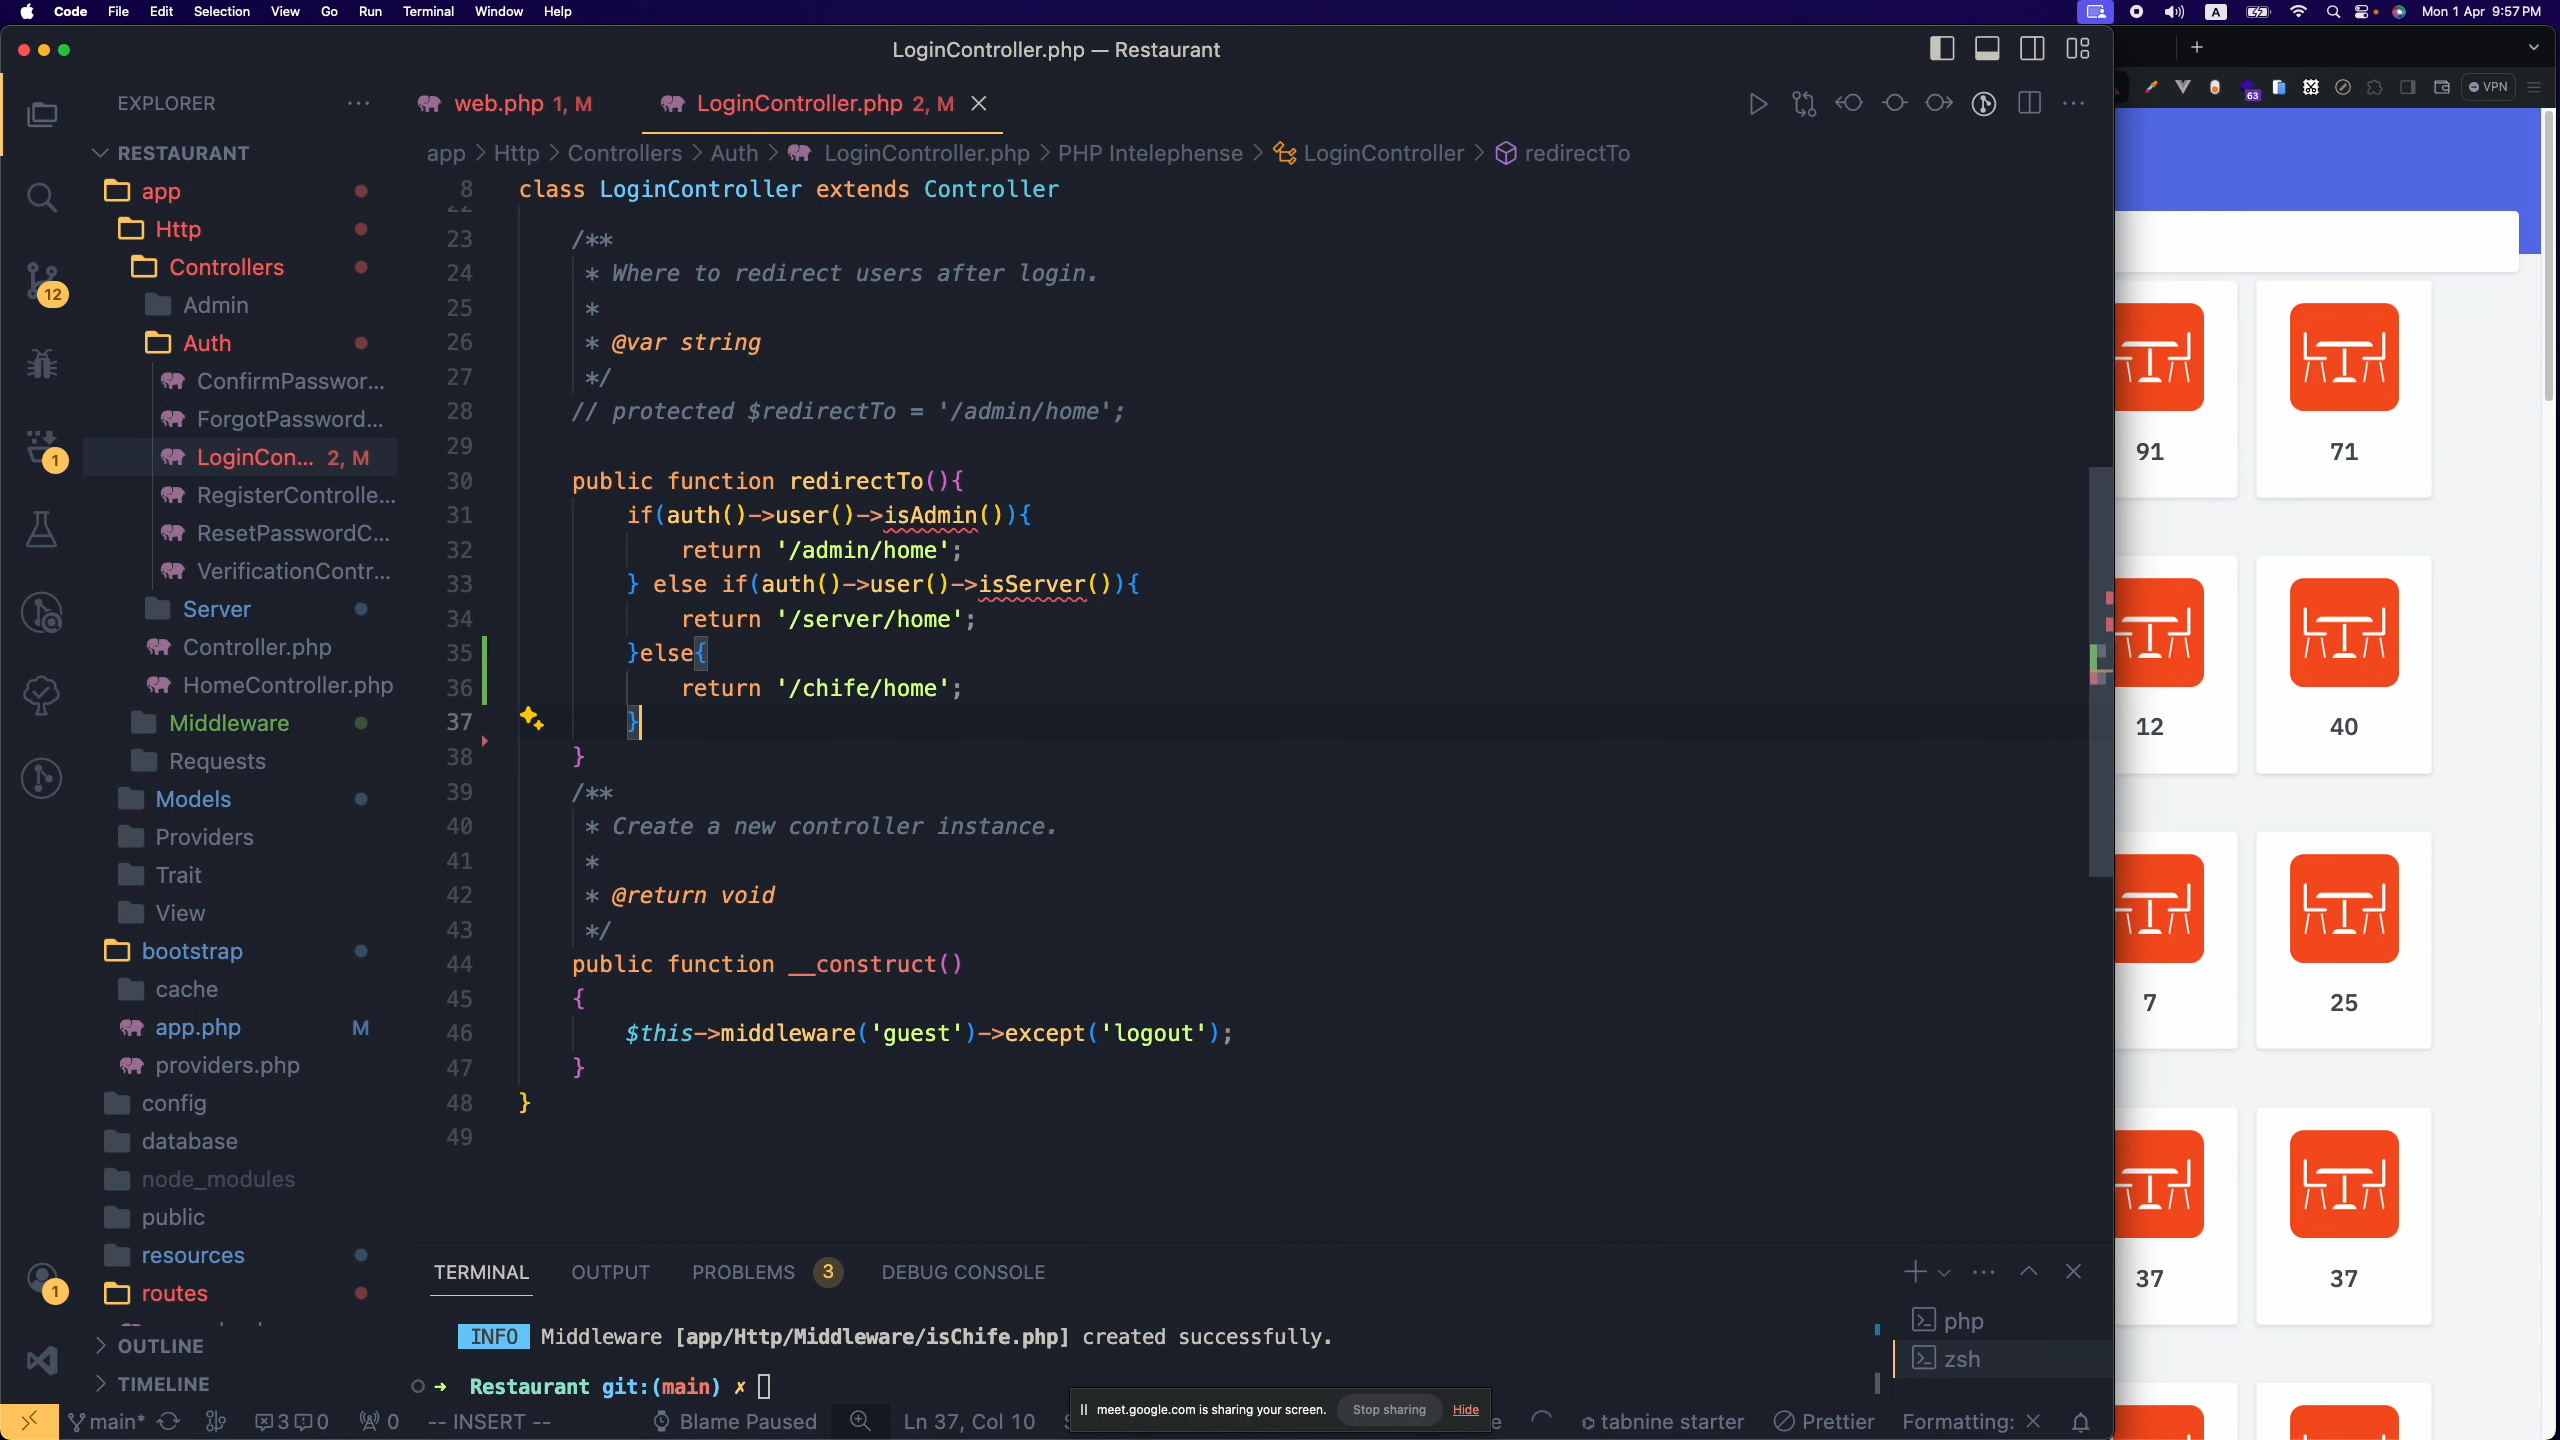 Code File Edit Selection View Go Run Terminal Window Help
A
Mon 1 Apr 9:57 PM
LoginController.php — Restaurant
EXPLORER
web.php 1, M
LoginController.php 2, M
63
VPN
RESTAURANT
app > Http > Controllers > Auth > LoginController.php > PHP Intelephense > LoginController > redirectTo
app
Http
Controllers
Admin
Auth
ConfirmPasswor...
ForgotPassword...
LoginCon... 2, M
RegisterControlle...
ResetPasswordC...
VerificationContr...
Server
Controller.php
HomeController.php
Middleware
Requests
Models
Providers
Trait
View
bootstrap
cache
app.php M
providers.php
config
database
node_modules
public
resources
routes
OUTLINE
TIMELINE
12
1
1
8 class LoginController extends Controller
22
23 /**
24 * Where to redirect users after login.
25 *
26 * @var string
27 */
28 // protected $redirectTo = '/admin/home';
29
30 public function redirectTo(){
31 if(auth()->user()->isAdmin()){
32 return '/admin/home';
33 } else if(auth()->user()->isServer()){
34 return '/server/home';
35 }else{
36 return '/chife/home';
37 }
38 }
39 /**
40 * Create a new controller instance.
41 *
42 * @return void
43 */
44 public function __construct()
45 {
46 $this->middleware('guest')->except('logout');
47 }
48 }
49
TERMINAL OUTPUT PROBLEMS 3 DEBUG CONSOLE
INFO Middleware [app/Http/Middleware/isChife.php] created successfully.
➜ Restaurant git:(main) ✗
php
zsh
main* 3 0 0 -- INSERT -- Blame Paused Ln 37, Col 10
meet.google.com is sharing your screen. Stop sharing Hide
tabnine starter Prettier Formatting: ×
91 71
12 40
7 25
37 37